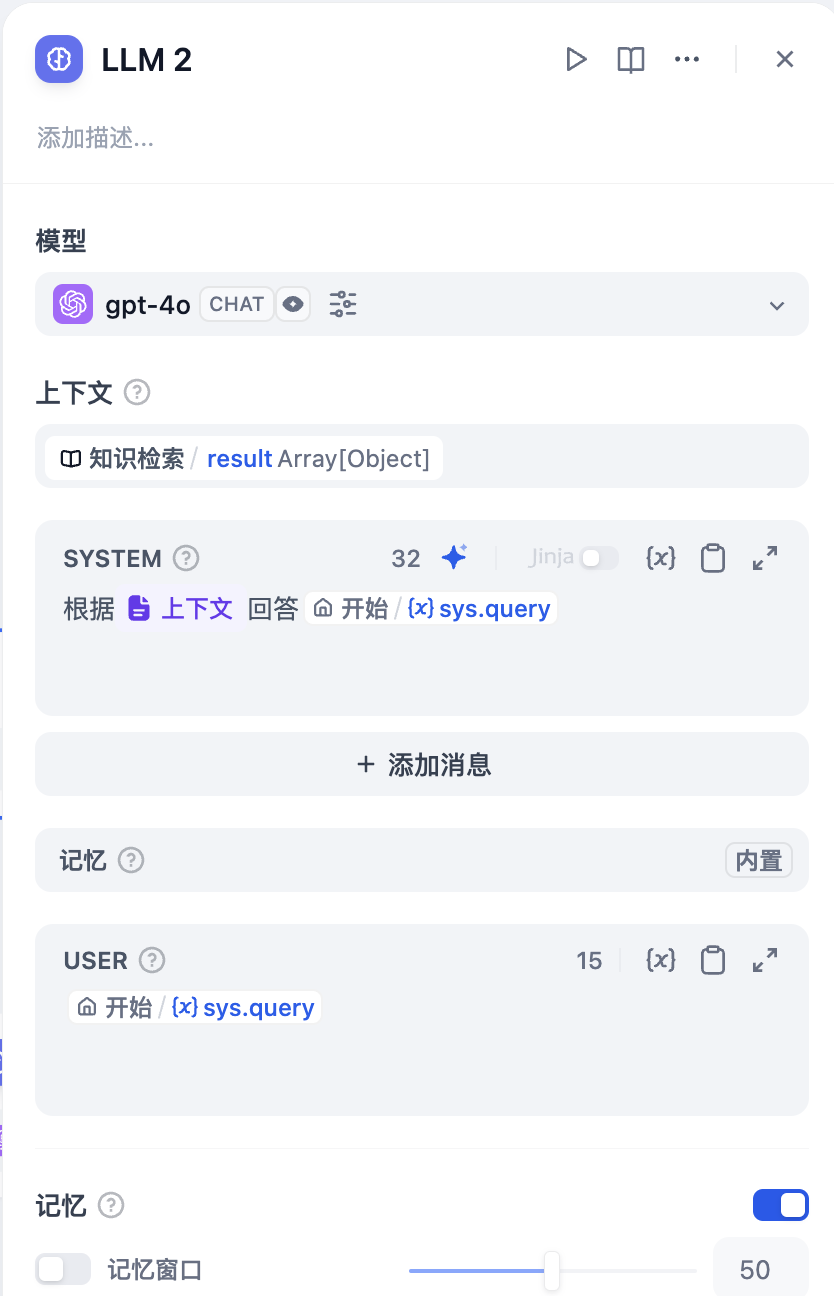 LLM 2
添加描述...
模型
gpt-4o CHAT
上下文
知识检索 / result Array[Object]
SYSTEM 32 Jinja {x}
根据 上下文 回答 开始 / {x} sys.query
+ 添加消息
记忆 内置
USER 15 {x}
开始 / {x} sys.query
记忆
记忆窗口 50